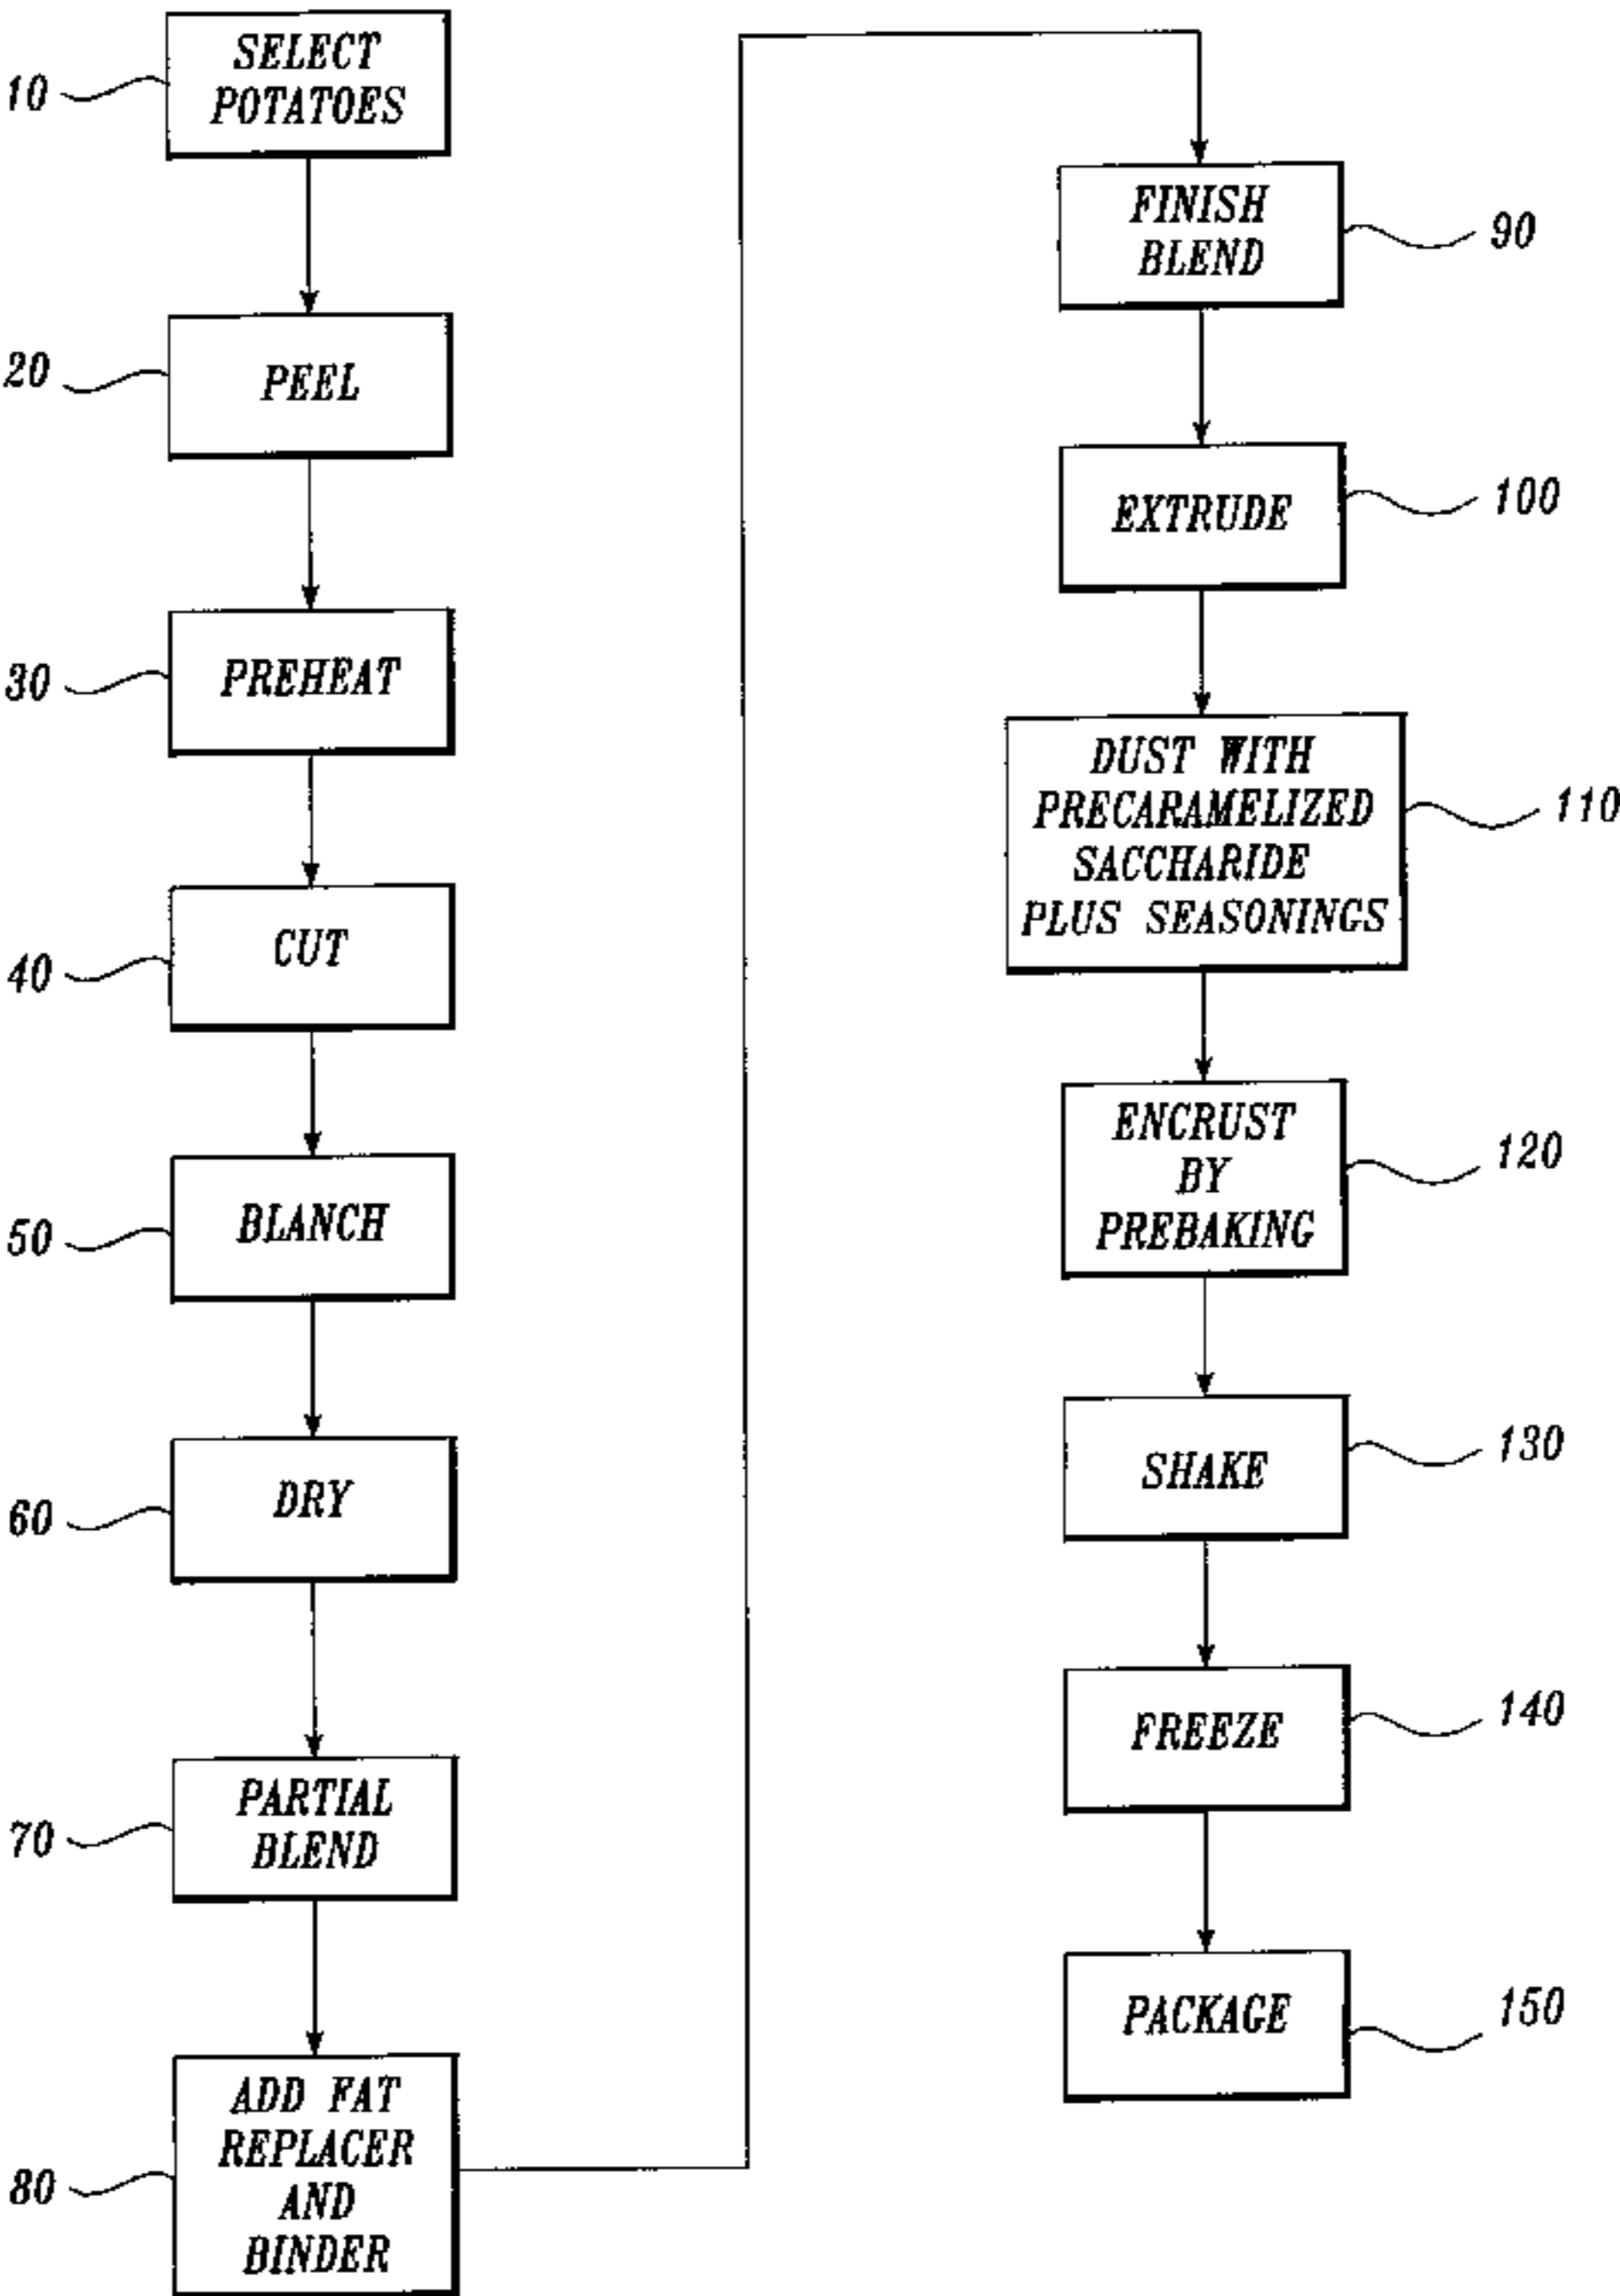 10
SELECT
POTATOES
20
PEEL
30
PREHEAT
40
CUT
50
BLANCH
60
DRY
70
PARTIAL
BLEND
80
ADD FAT
REPLACER
AND
BINDER
FINISH
BLEND
90
EXTRUDE
100
DUST WITH
PRECARAMELIZED
SACCHARIDE
PLUS SEASONINGS
110
ENCRUST
BY
PREBAKING
120
SHAKE
130
FREEZE
140
PACKAGE
150